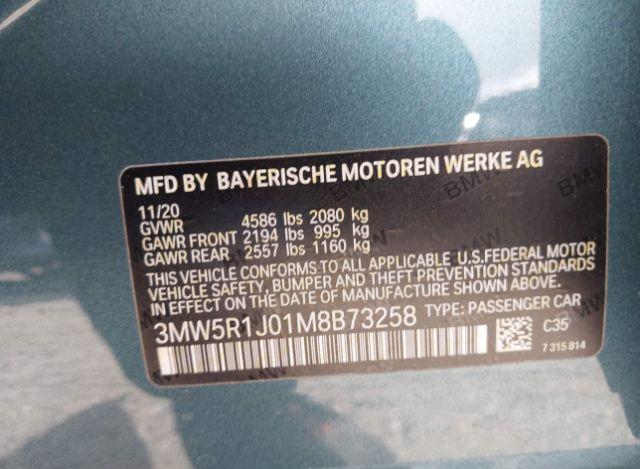 MFD BY BAYERISCHE MOTOREN WERKE AG
11/20
GVWR 4586 lbs 2080 kg
GAWR FRONT 2194 lbs 995 kg
GAWR REAR 2557 lbs 1160 kg
THIS VEHICLE CONFORMS TO ALL APPLICABLE U.S.FEDERAL MOTOR
VEHICLE SAFETY, BUMPER AND THEFT PREVENTION STANDARDS
IN EFFECT ON THE DATE OF MANUFACTURE SHOWN ABOVE.
3MW5R1J01M8B73258 TYPE: PASSENGER CAR
C35
7 315 814